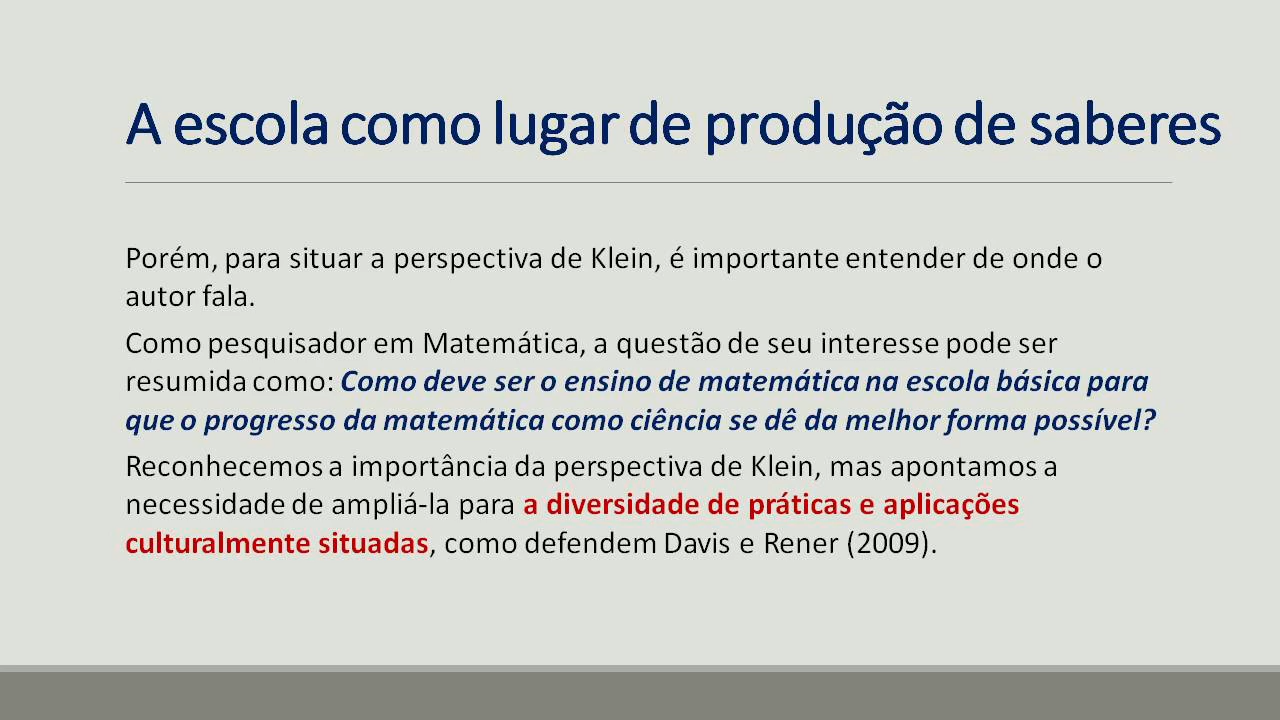 A escola como lugar de produção de saberes
Porém, para situar a perspectiva de Klein, é importante entender de onde o
autor fala.
Como pesquisador em Matemática, a questão de seu interesse pode ser
resumida como: Como deve ser o ensino de matemática na escola básica para
que o progresso da matemática como ciência se dê da melhor forma possível?
Reconhecemos a importância da perspectiva de Klein, mas apontamos a
necessidade de ampliá-la para a diversidade de práticas e aplicações
culturalmente situadas, como defendem Davis e Rener (2009).